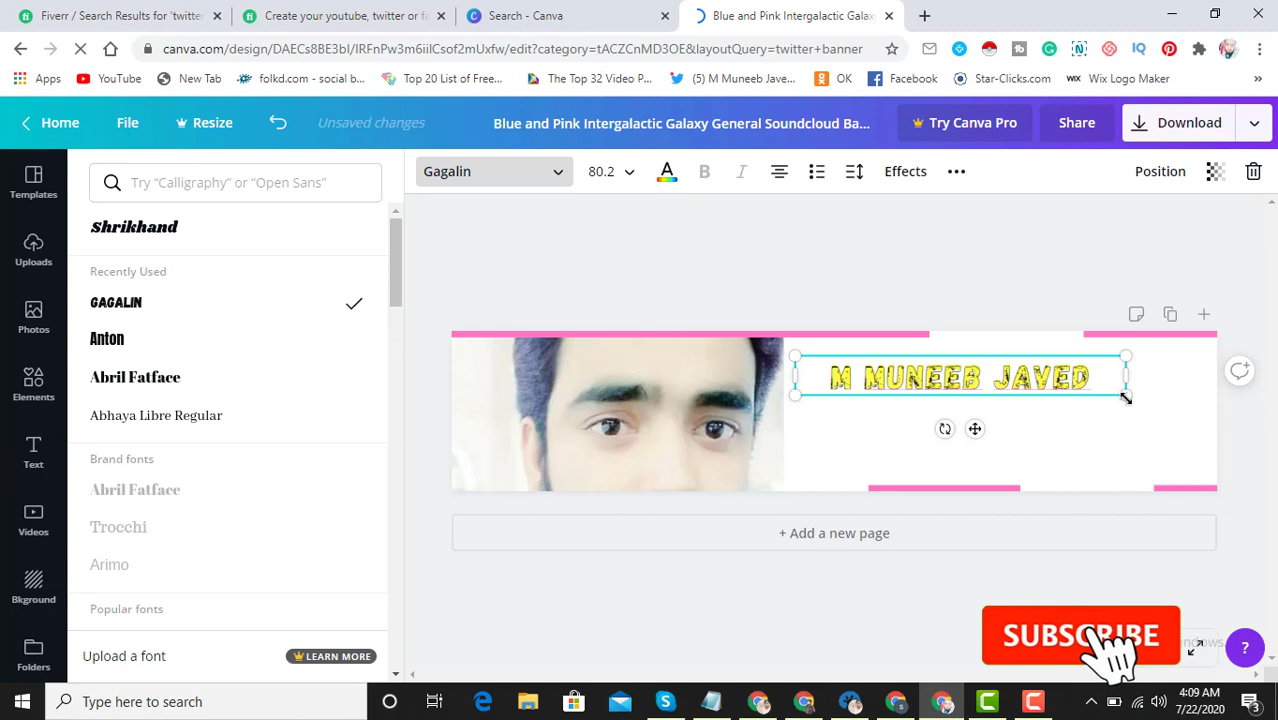 Fiverr / Search Results for 'twitter
Create your youtube, twitter or fa
Search - Canva
Blue and Pink Intergalactic Galax
canva.com/design/DAECs8BE3bI/IRFnPw3m6iilCsof2mUxfw/edit?category=tACZCnMD3OE&layoutQuery=twitter+banner
Apps
YouTube
New Tab
folkd.com - social b...
Top 20 List of Free...
The Top 32 Video P...
(5) M Muneeb Jave...
OK
Facebook
Star-Clicks.com
WIX
Wix Logo Maker
Home
File
Resize
Unsaved changes
Blue and Pink Intergalactic Galaxy General Soundcloud Ba...
Try Canva Pro
Share
Download
Templates
Uploads
Photos
Elements
Text
Videos
Bkground
Folders
Try "Calligraphy" or "Open Sans"
Shrikhand
Recently Used
GAGALIN
Anton
Abril Fatface
Abhaya Libre Regular
Brand fonts
Abril Fatface
Trocchi
Arimo
Popular fonts
Upload a font
LEARN MORE
Gagalin
80.2
A
B
I
Effects
Position
M MUNEEB JAVED
+ Add a new page
SUBSCRIBE
?
Type here to search
4:09 AM
7/22/2020
3